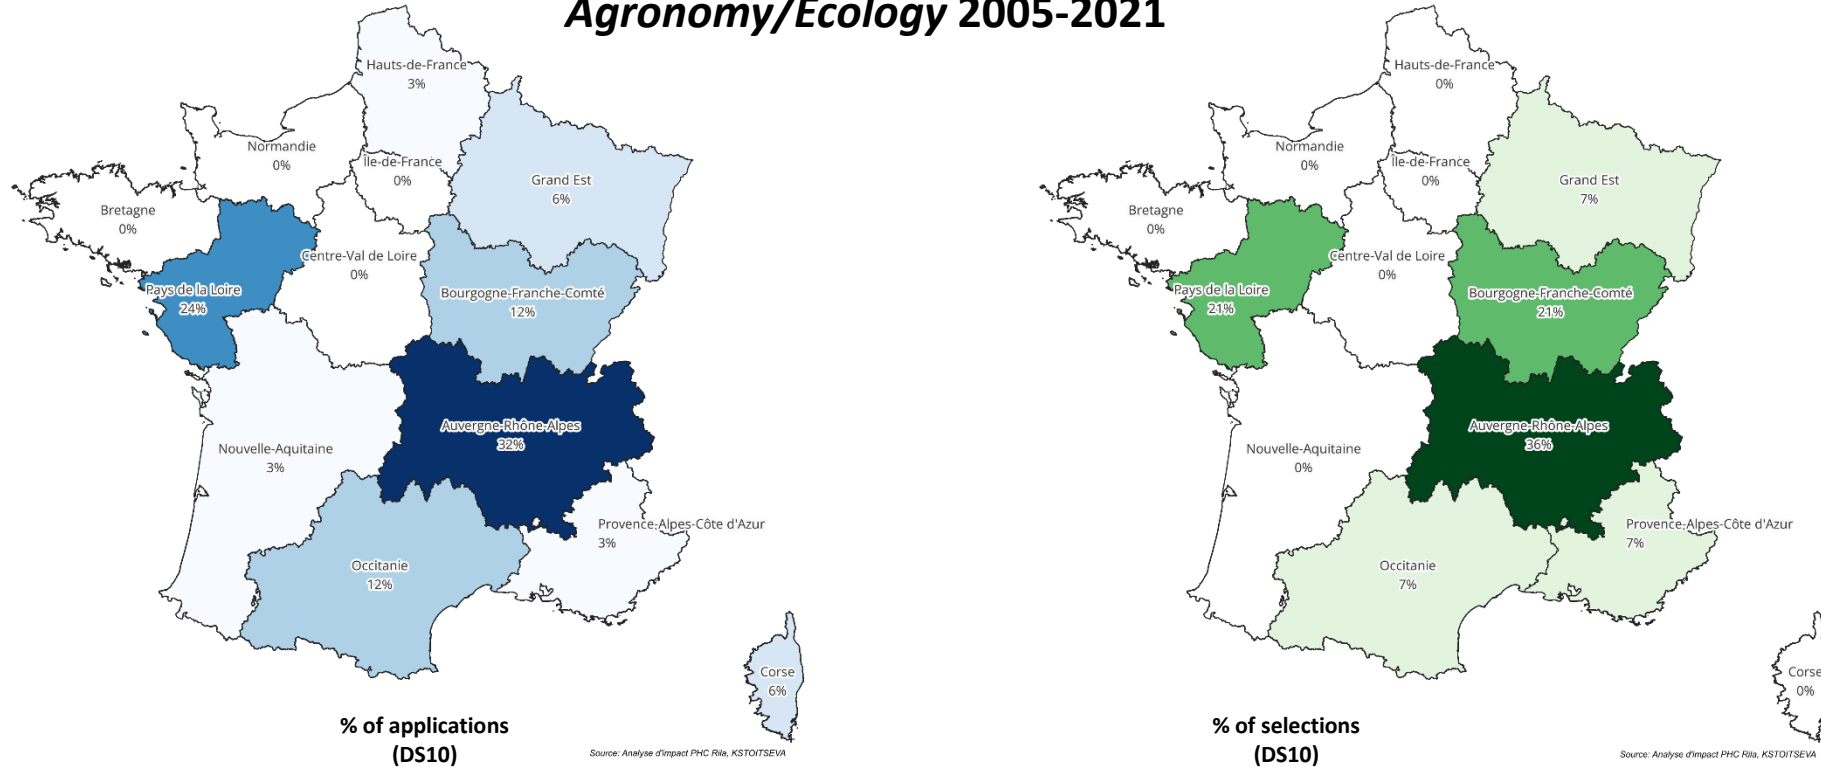 Agronomy/Ecology 2005-2021
Hauts-de-France
3%
Normandie
0%
Île-de-France
0%
Grand Est
6%
Bretagne
0%
Centre-Val de Loire
0%
Pays de la Loire
24%
Bourgogne-Franche-Comté
12%
Auvergne-Rhône-Alpes
32%
Nouvelle-Aquitaine
3%
Provence-Alpes-Côte d'Azur
3%
Occitanie
12%
Corse
6%
% of applications
(DS10)
Source: Analyse d'impact PHC Rila, KSTOITSEVA
Hauts-de-France
0%
Normandie
0%
Île-de-France
0%
Grand Est
7%
Bretagne
0%
Centre-Val de Loire
0%
Pays de la Loire
21%
Bourgogne-Franche-Comté
21%
Auvergne-Rhône-Alpes
36%
Nouvelle-Aquitaine
0%
Provence-Alpes-Côte d'Azur
7%
Occitanie
7%
Corse
0%
% of selections
(DS10)
Source: Analyse d'impact PHC Rila, KSTOITSEVA